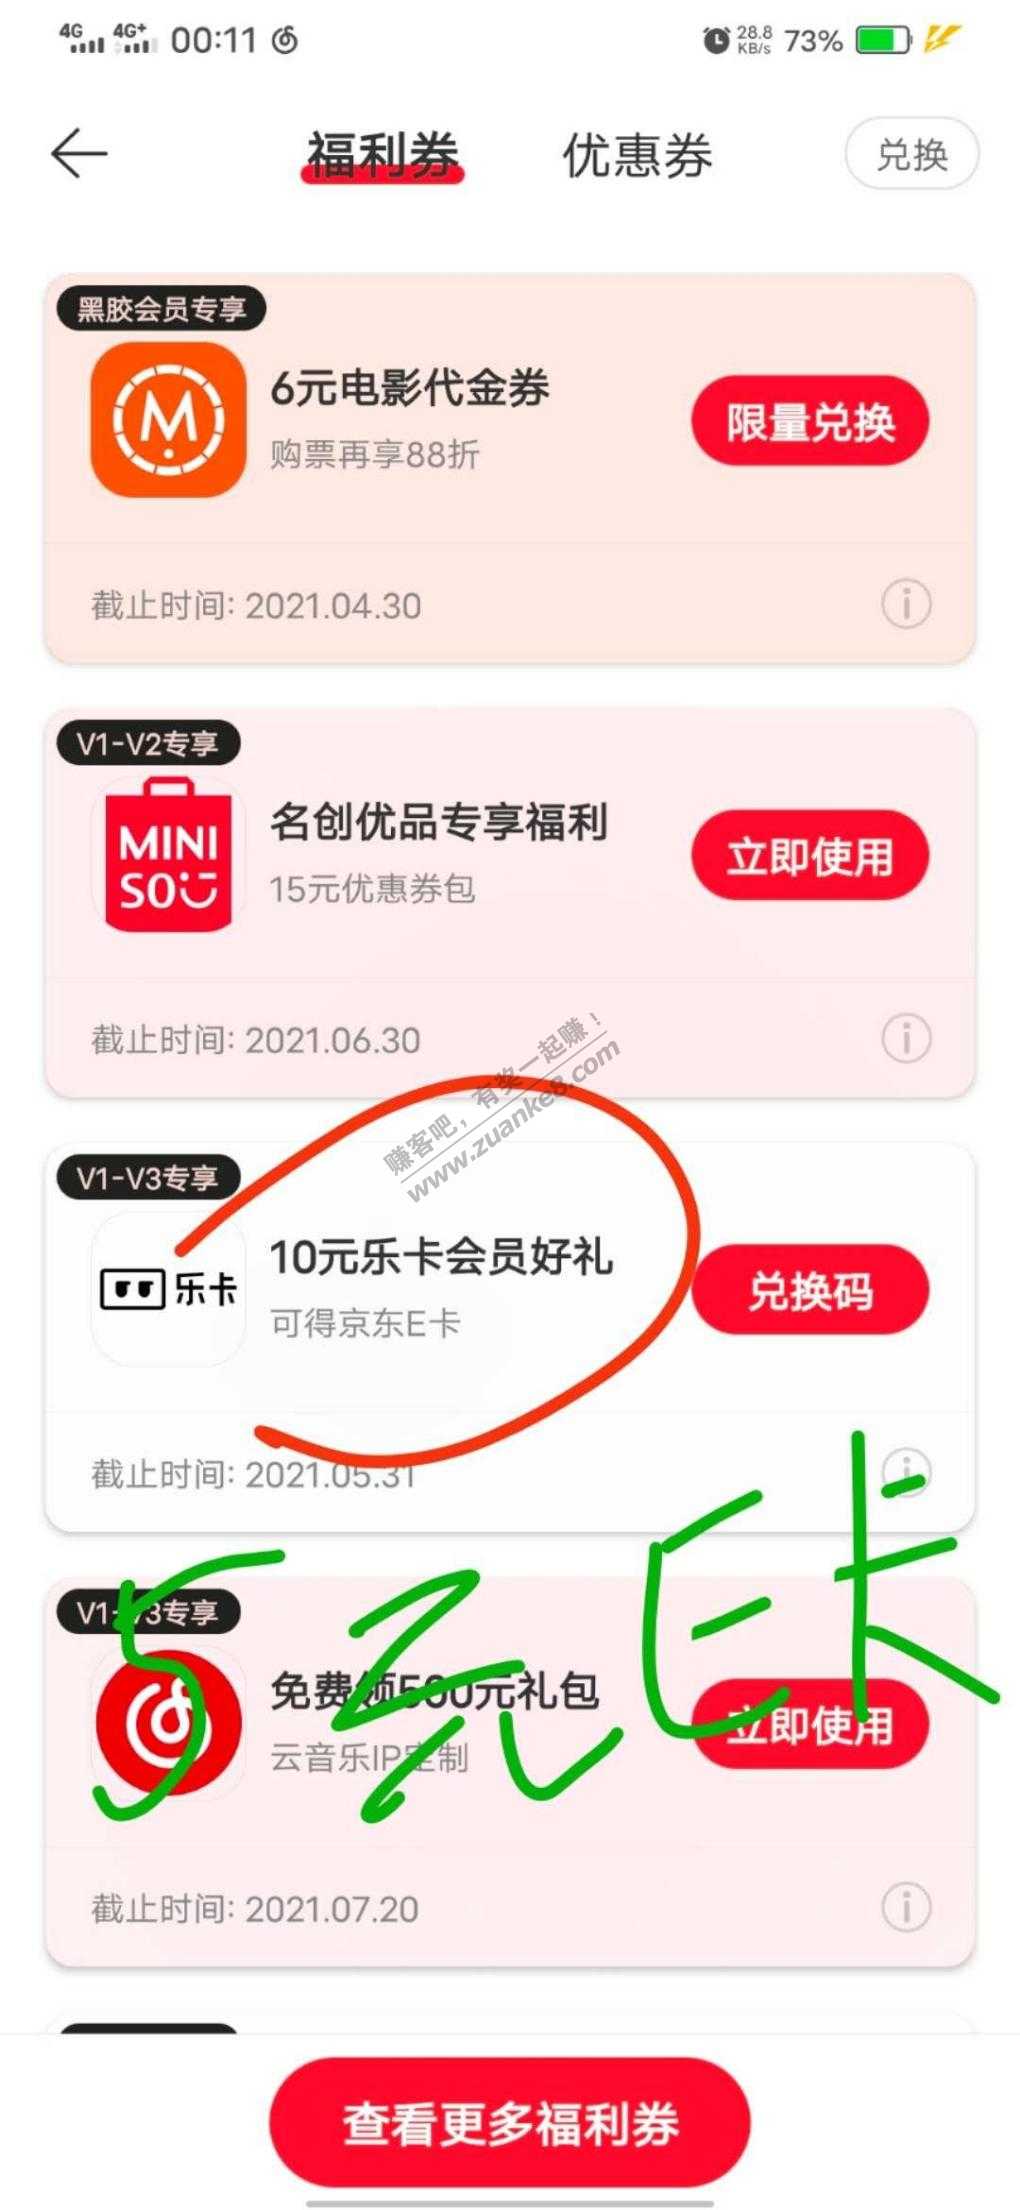 4G 4G+ 00:11 28.8 KB/s 73%
福利券 优惠券 兑换
黑胶会员专享
M
6元电影代金券
购票再享88折
限量兑换
截止时间: 2021.04.30
V1-V2专享
MINI
SO
名创优品专享福利
15元优惠券包
立即使用
截止时间: 2021.06.30
赚客吧，有奖一起赚！
www.zuanke8.com
V1-V3专享
乐卡
10元乐卡会员好礼
可得京东E卡
兑换码
截止时间: 2021.05.31
5元E卡
V1-V3专享
免费领500元礼包
云音乐IP定制
立即使用
截止时间: 2021.07.20
查看更多福利券